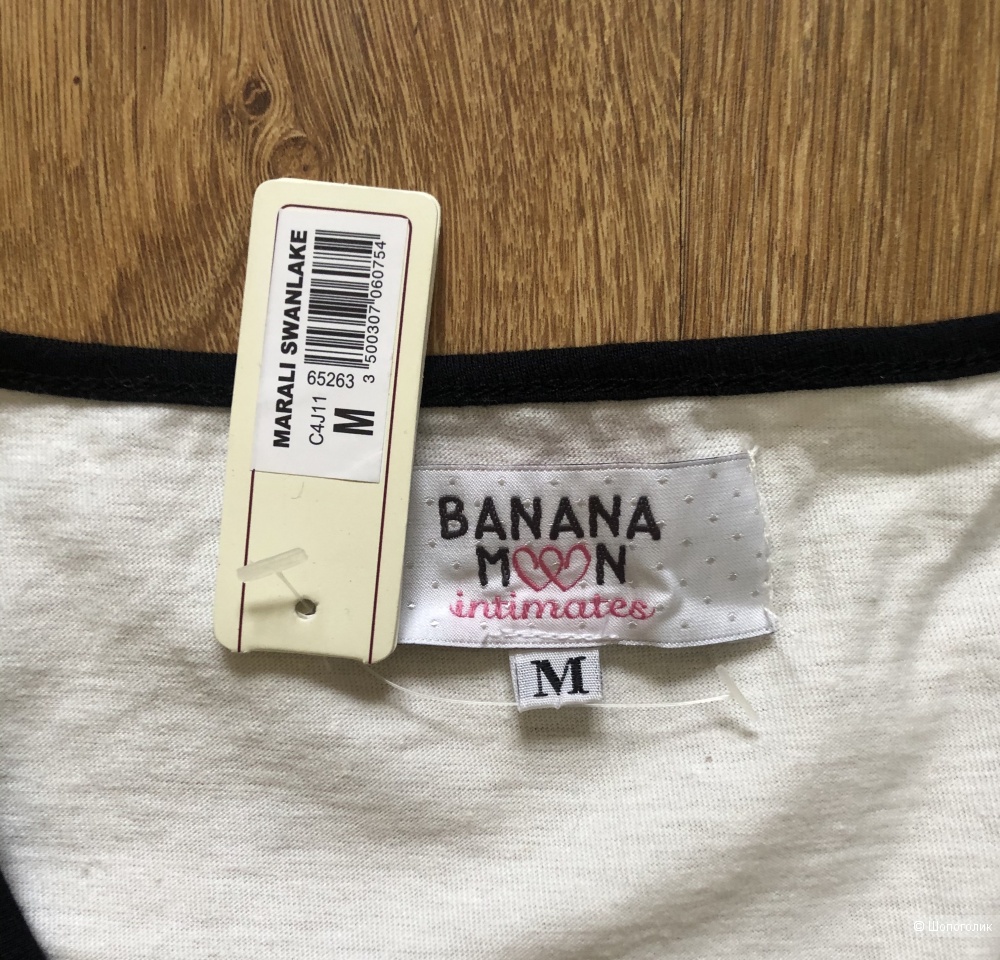 MARALI SWANLAKE
C4J11 65263
M
3 500307 060754
BANANA
MOON
intimates
M
© Шопоголик